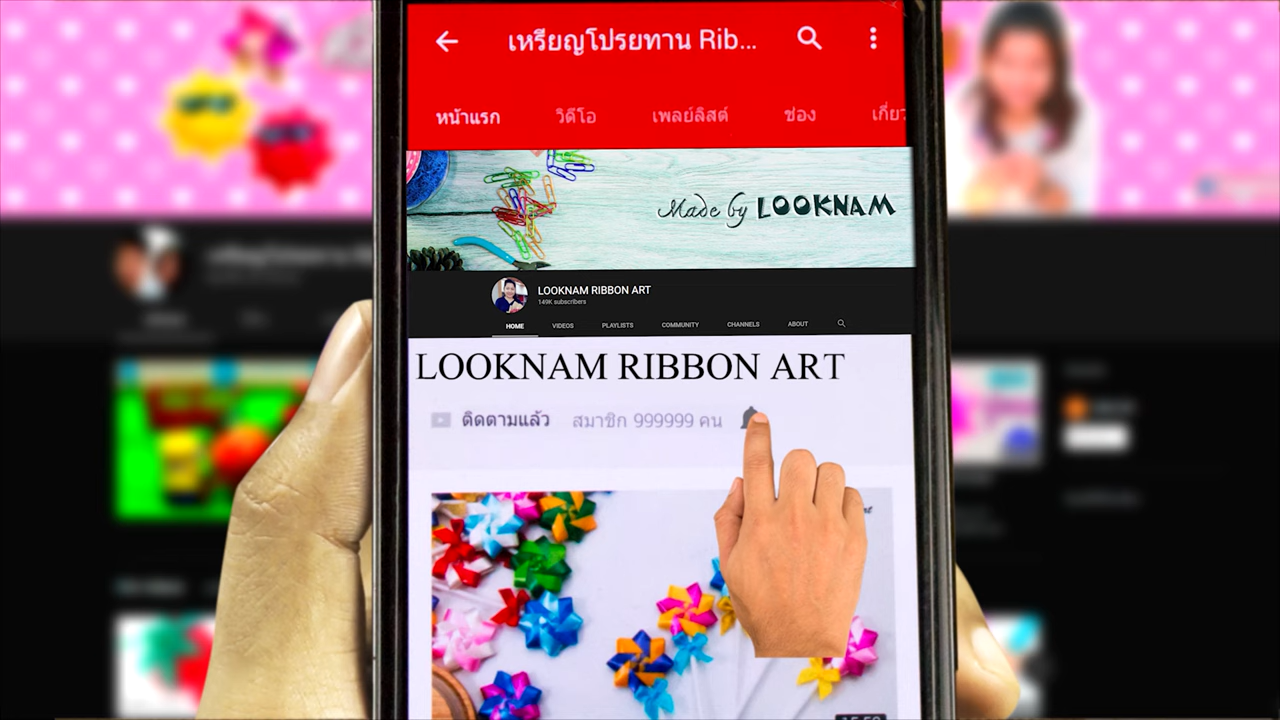 เหรียญโปรยทาน Rib...
หน้าแรก วิดีโอ เพลย์ลิสต์ ช่อง เกี่ยว
Made by LOOKNAM
LOOKNAM RIBBON ART
149K subscribers
HOME VIDEOS PLAYLISTS COMMUNITY CHANNELS ABOUT
LOOKNAM RIBBON ART
ติดตามแล้ว สมาชิก 999999 คน